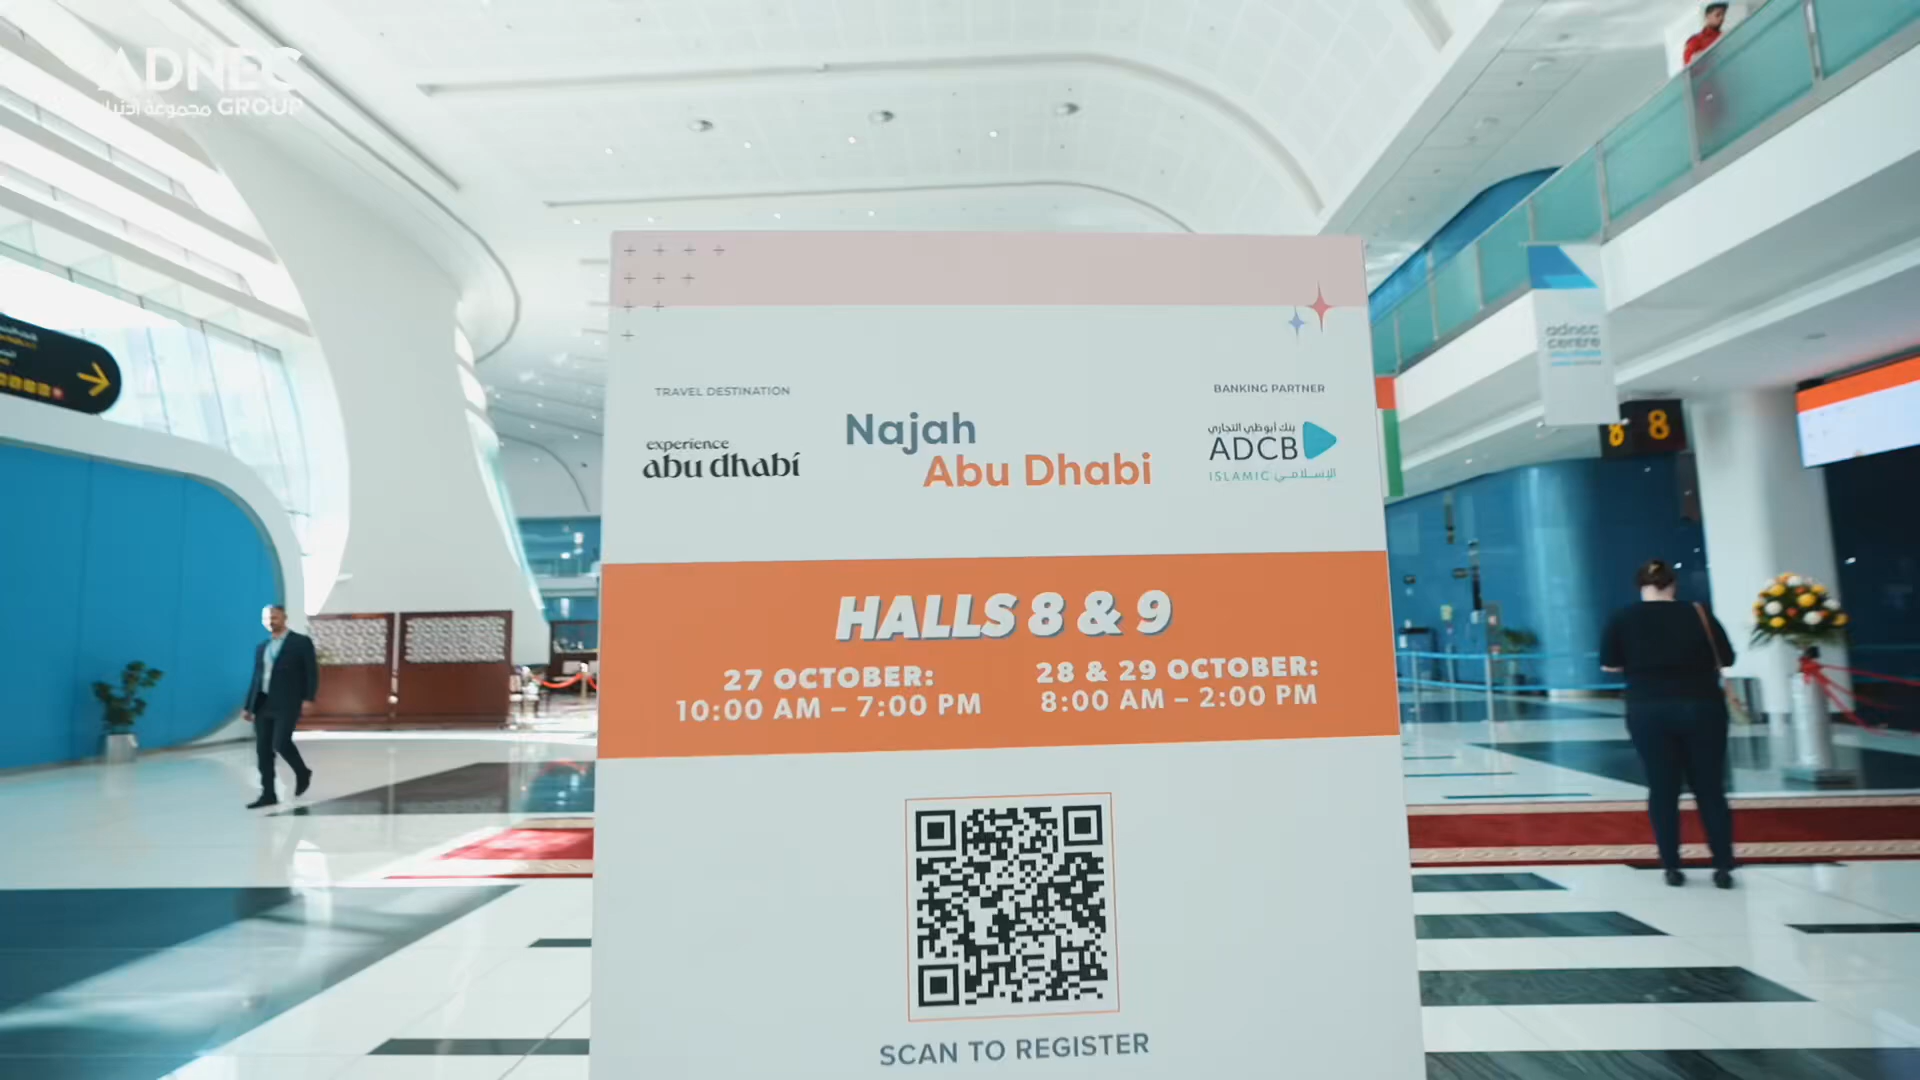 ADNEC
مجموعة أدنيك GROUP
TRAVEL DESTINATION
experience
abu dhabi
Najah
Abu Dhabi
BANKING PARTNER
بنك أبوظبي التجاري
ADCB
ISLAMIC الإسلامي
HALLS 8 & 9
27 OCTOBER:
10:00 AM – 7:00 PM
28 & 29 OCTOBER:
8:00 AM – 2:00 PM
SCAN TO REGISTER
adnec
centre
8 8